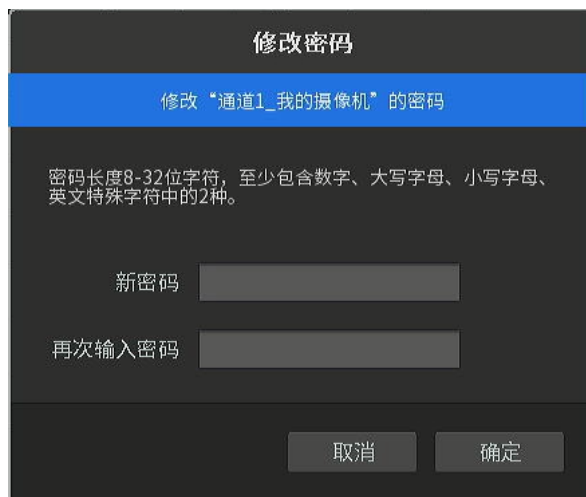 修改密码
修改“通道1_我的摄像机”的密码
密码长度8-32位字符，至少包含数字、大写字母、小写字母、
英文特殊字符中的2种。
新密码
再次输入密码
取消 确定